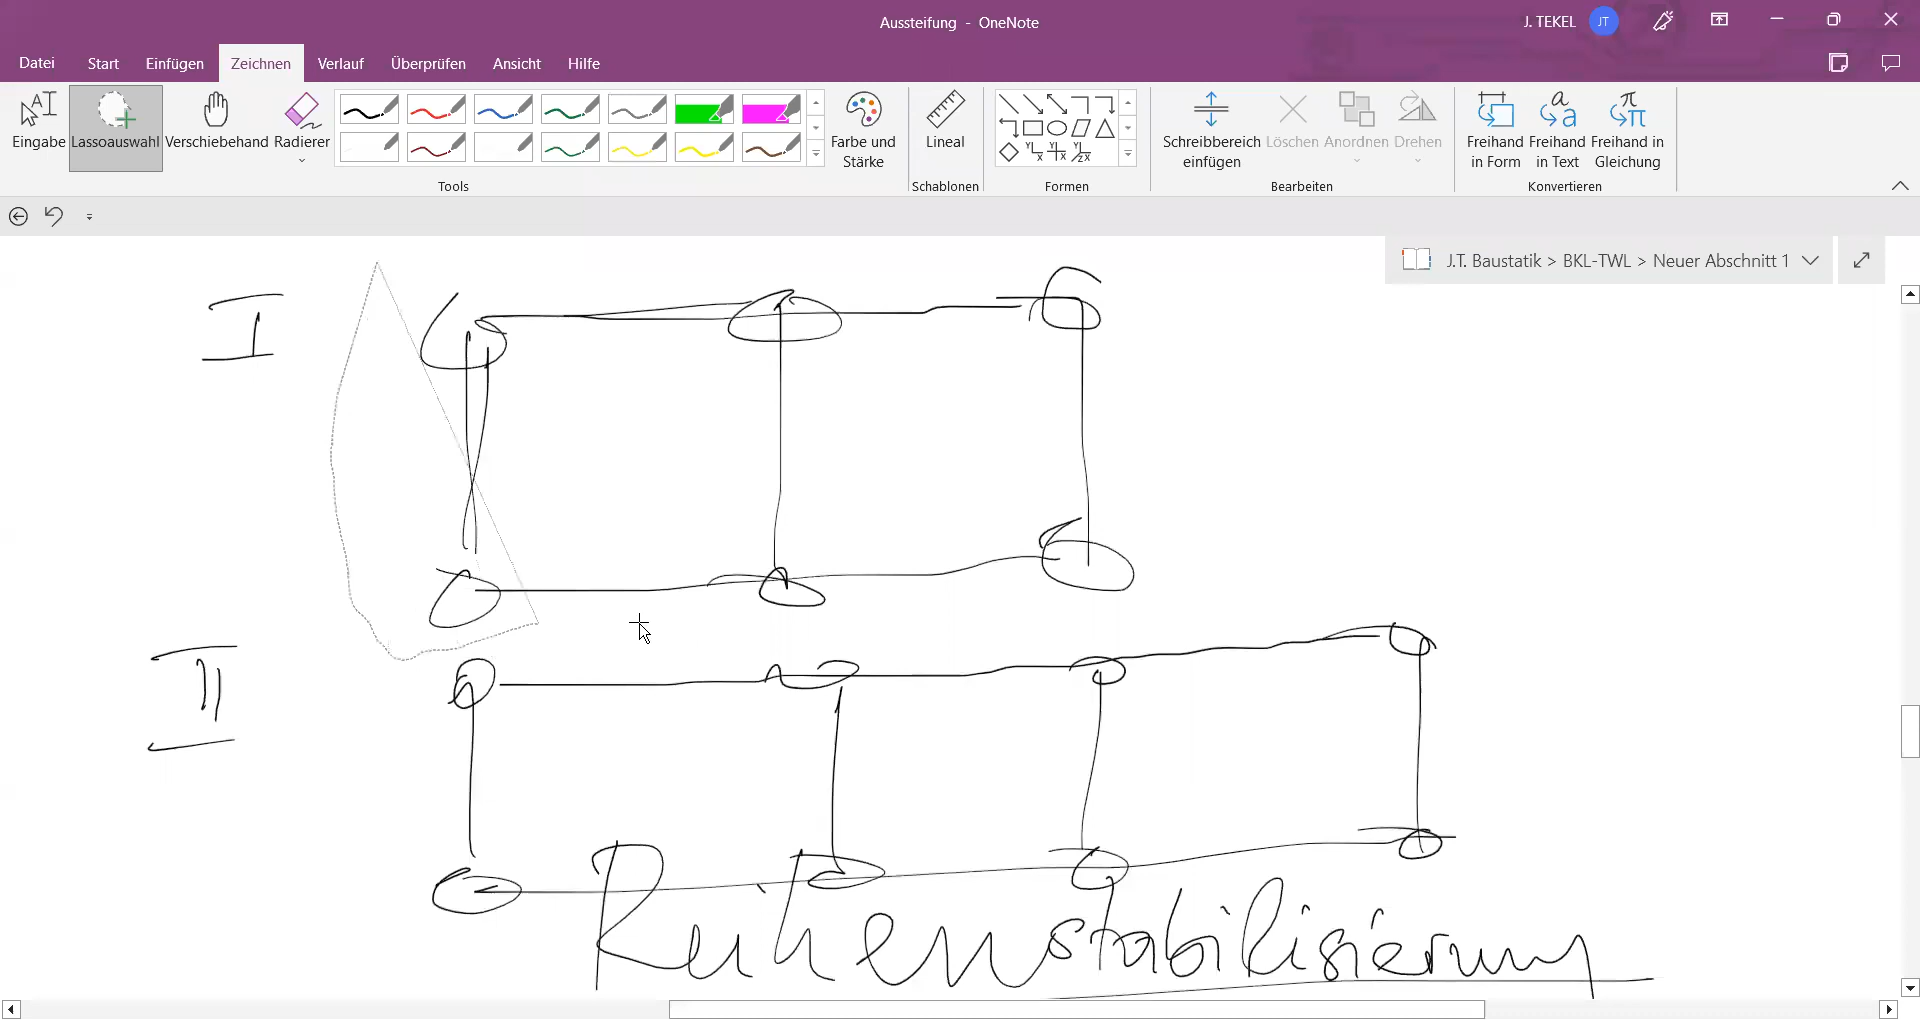 Aussteifung - OneNote
J. TEKEL
JT
Datei
Start
Einfügen
Zeichnen
Verlauf
Überprüfen
Ansicht
Hilfe
Eingabe
Lassoauswahl
Verschiebehand
Radierer
Farbe und
Stärke
Lineal
Schreibbereich
einfügen
Löschen
Anordnen
Drehen
Freihand
in Form
Freihand
in Text
Freihand in
Gleichung
Tools
Schablonen
Formen
Bearbeiten
Konvertieren
J.T. Baustatik > BKL-TWL > Neuer Abschnitt 1
I
II
Reihenstabilisierung